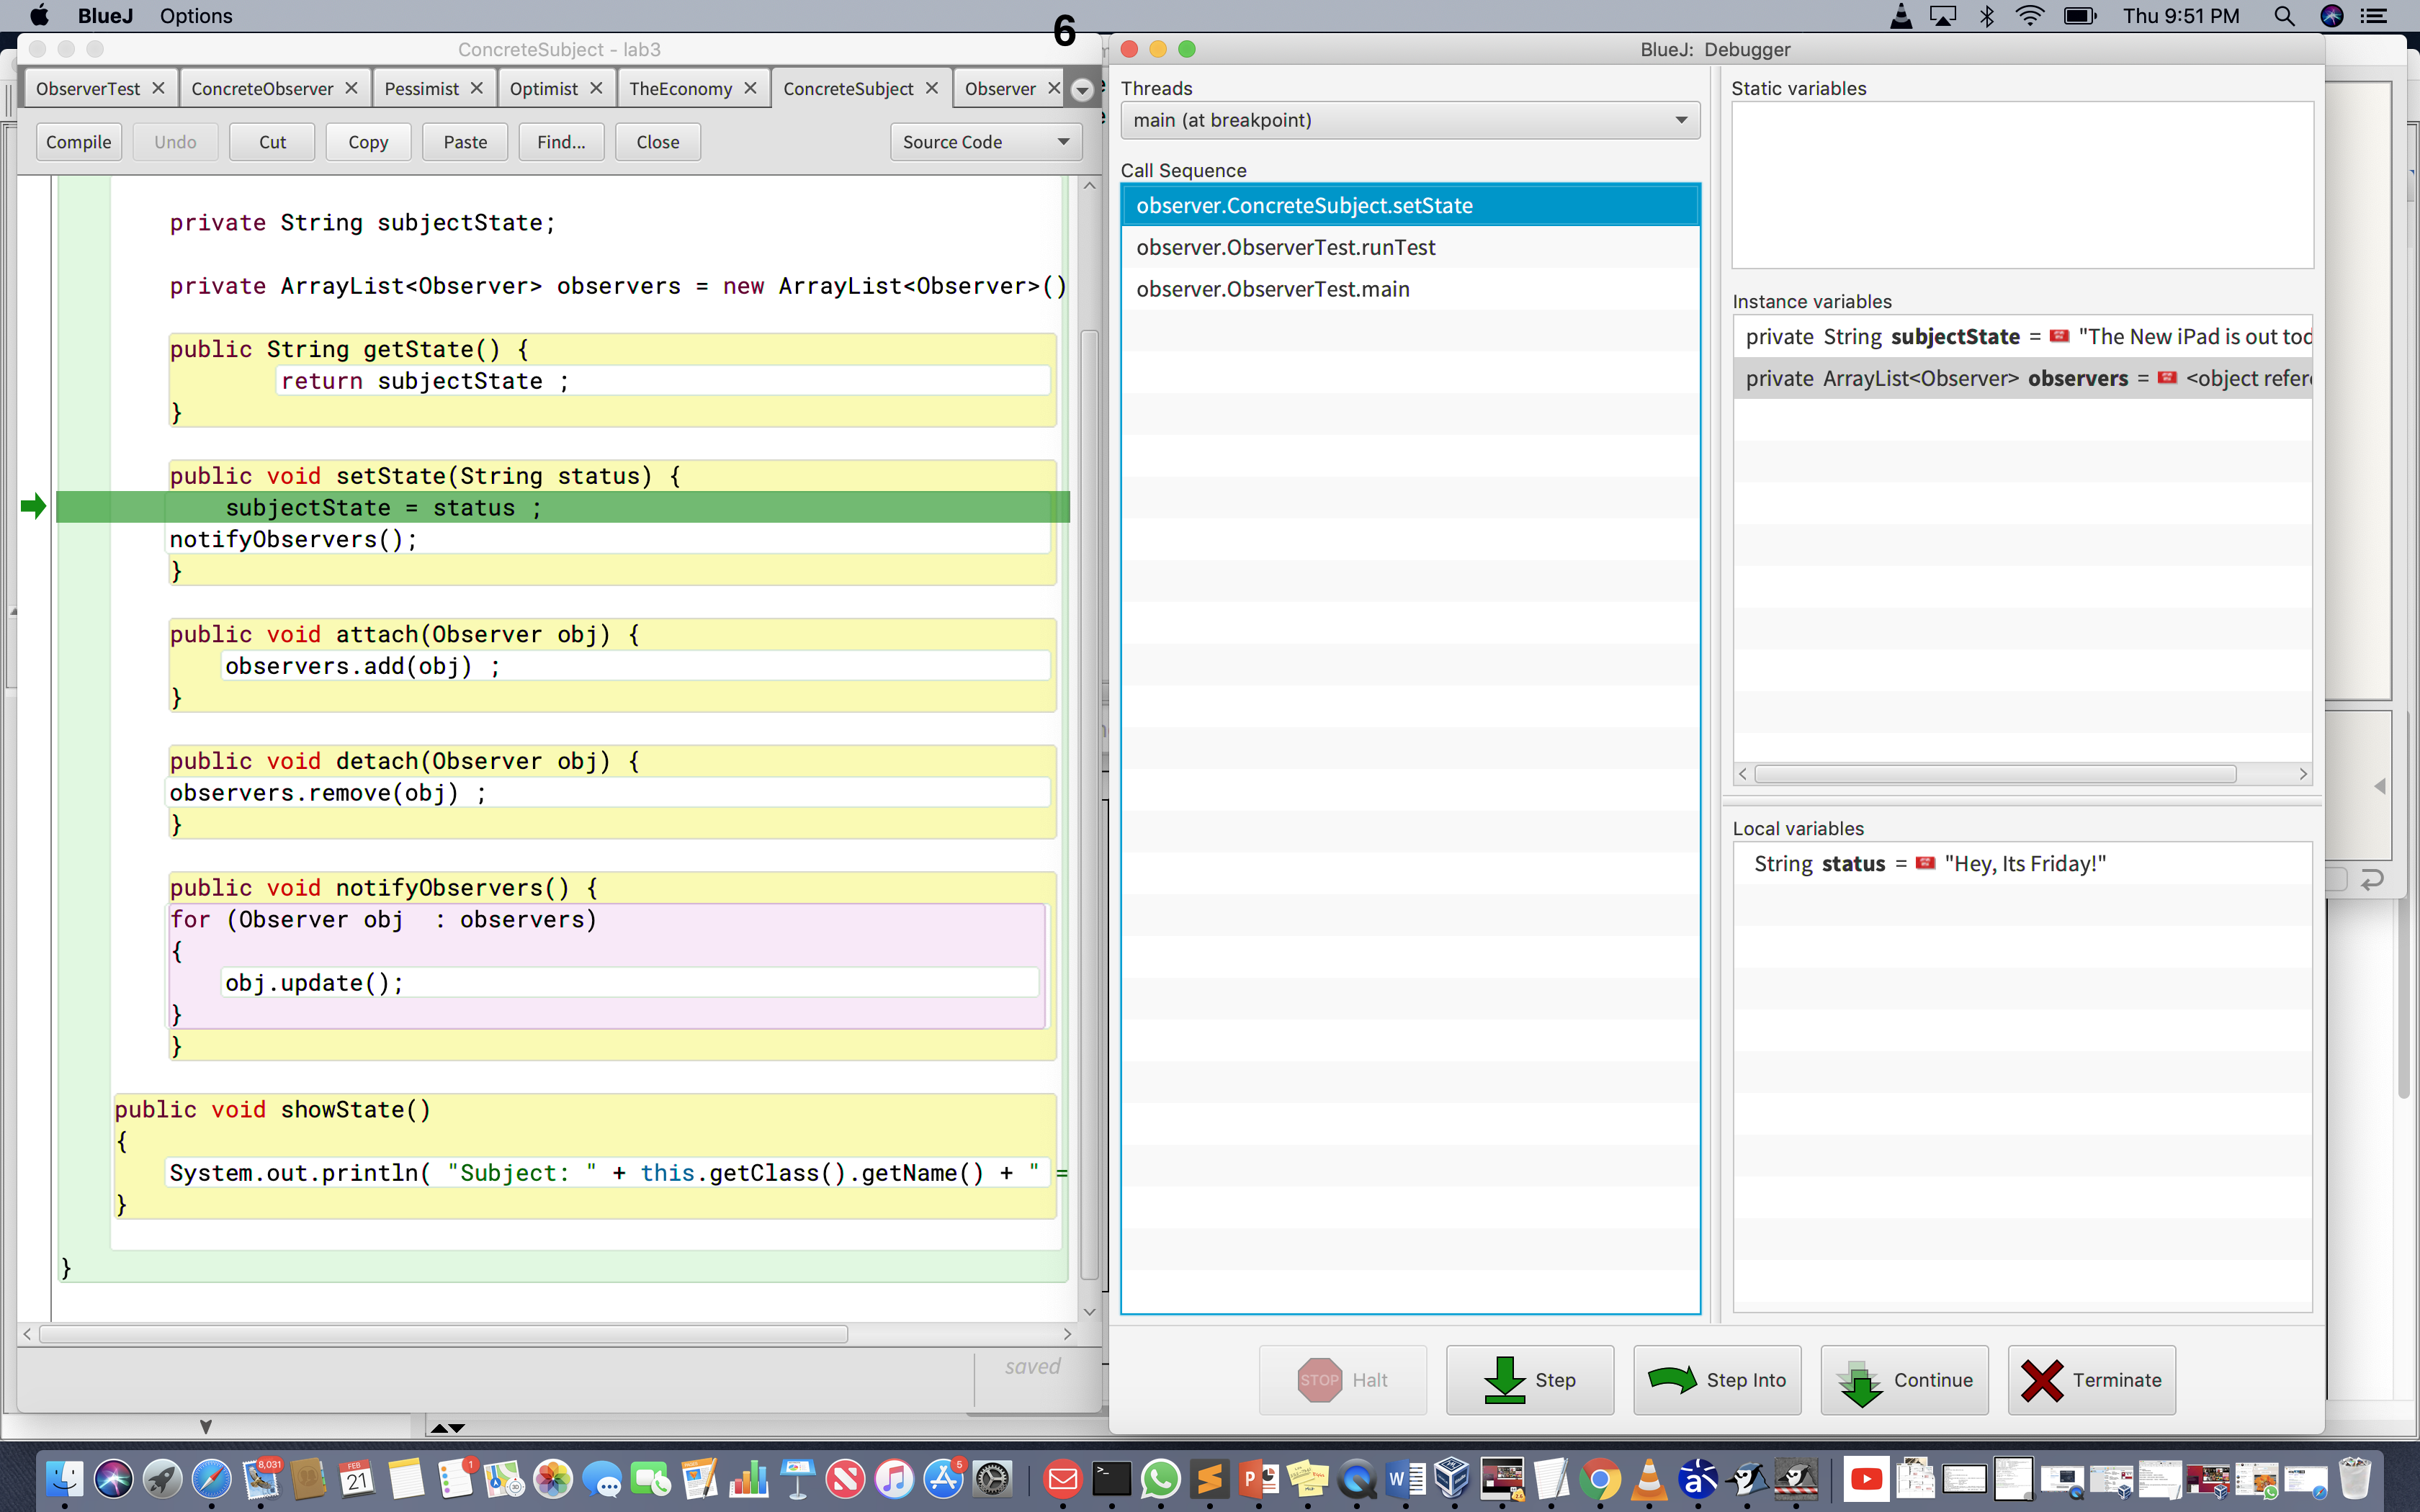 BlueJ Options
Thu 9:51 PM
6
ConcreteSubject - lab3
ObserverTest ConcreteObserver Pessimist Optimist TheEconomy ConcreteSubject Observer
Compile Undo Cut Copy Paste Find... Close Source Code
private String subjectState;
private ArrayList<Observer> observers = new ArrayList<Observer>()
public String getState() {
return subjectState ;
}
public void setState(String status) {
subjectState = status ;
notifyObservers();
}
public void attach(Observer obj) {
observers.add(obj) ;
}
public void detach(Observer obj) {
observers.remove(obj) ;
}
public void notifyObservers() {
for (Observer obj  : observers)
{
obj.update();
}
}
public void showState()
{
System.out.println( "Subject: " + this.getClass().getName() + " =
}
}
saved
BlueJ: Debugger
Threads
main (at breakpoint)
Call Sequence
observer.ConcreteSubject.setState
observer.ObserverTest.runTest
observer.ObserverTest.main
Static variables
Instance variables
private String subjectState = "The New iPad is out tod
private ArrayList<Observer> observers = <object refere
Local variables
String status = "Hey, Its Friday!"
STOP Halt Step Step Into Continue Terminate
8,031
FEB
21
1
5